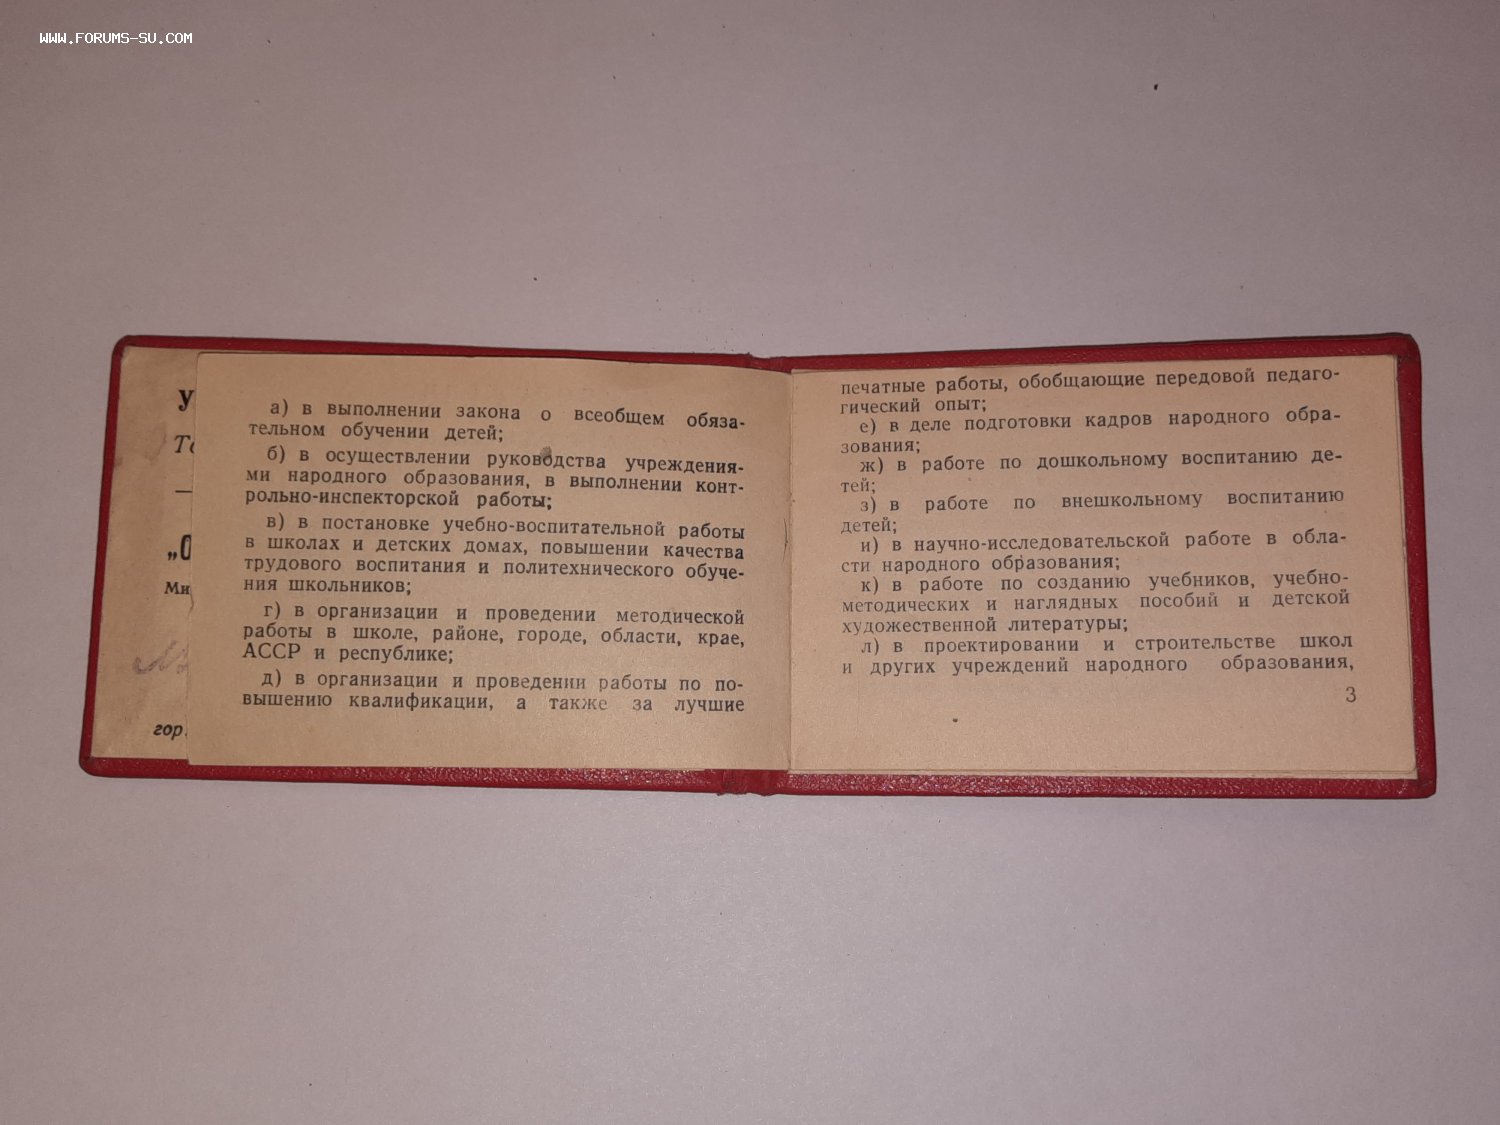 WWW.FORUMS-SU.COM
а) в выполнении закона о всеобщем обяза-
тельном обучении детей;
б) в осуществлении руководства учреждения-
ми народного образования, в выполнении конт-
рольно-инспекторской работы;
в) в постановке учебно-воспитательной работы
в школах и детских домах, повышении качества
трудового воспитания и политехнического обуче-
ния школьников;
г) в организации и проведении методической
работы в школе, районе, городе, области, крае,
АССР и республике;
д) в организации и проведении работы по по-
вышению квалификации, а также за лучшие
печатные работы, обобщающие передовой педаго-
гический опыт;
е) в деле подготовки кадров народного обра-
зования;
ж) в работе по дошкольному воспитанию де-
тей;
з) в работе по внешкольному воспитанию
детей;
и) в научно-исследовательской работе в обла-
сти народного образования;
к) в работе по созданию учебников, учебно-
методических и наглядных пособий и детской
художественной литературы;
л) в проектировании и строительстве школ
и других учреждений народного образования,
3
У
То
„О
Ми
гор.